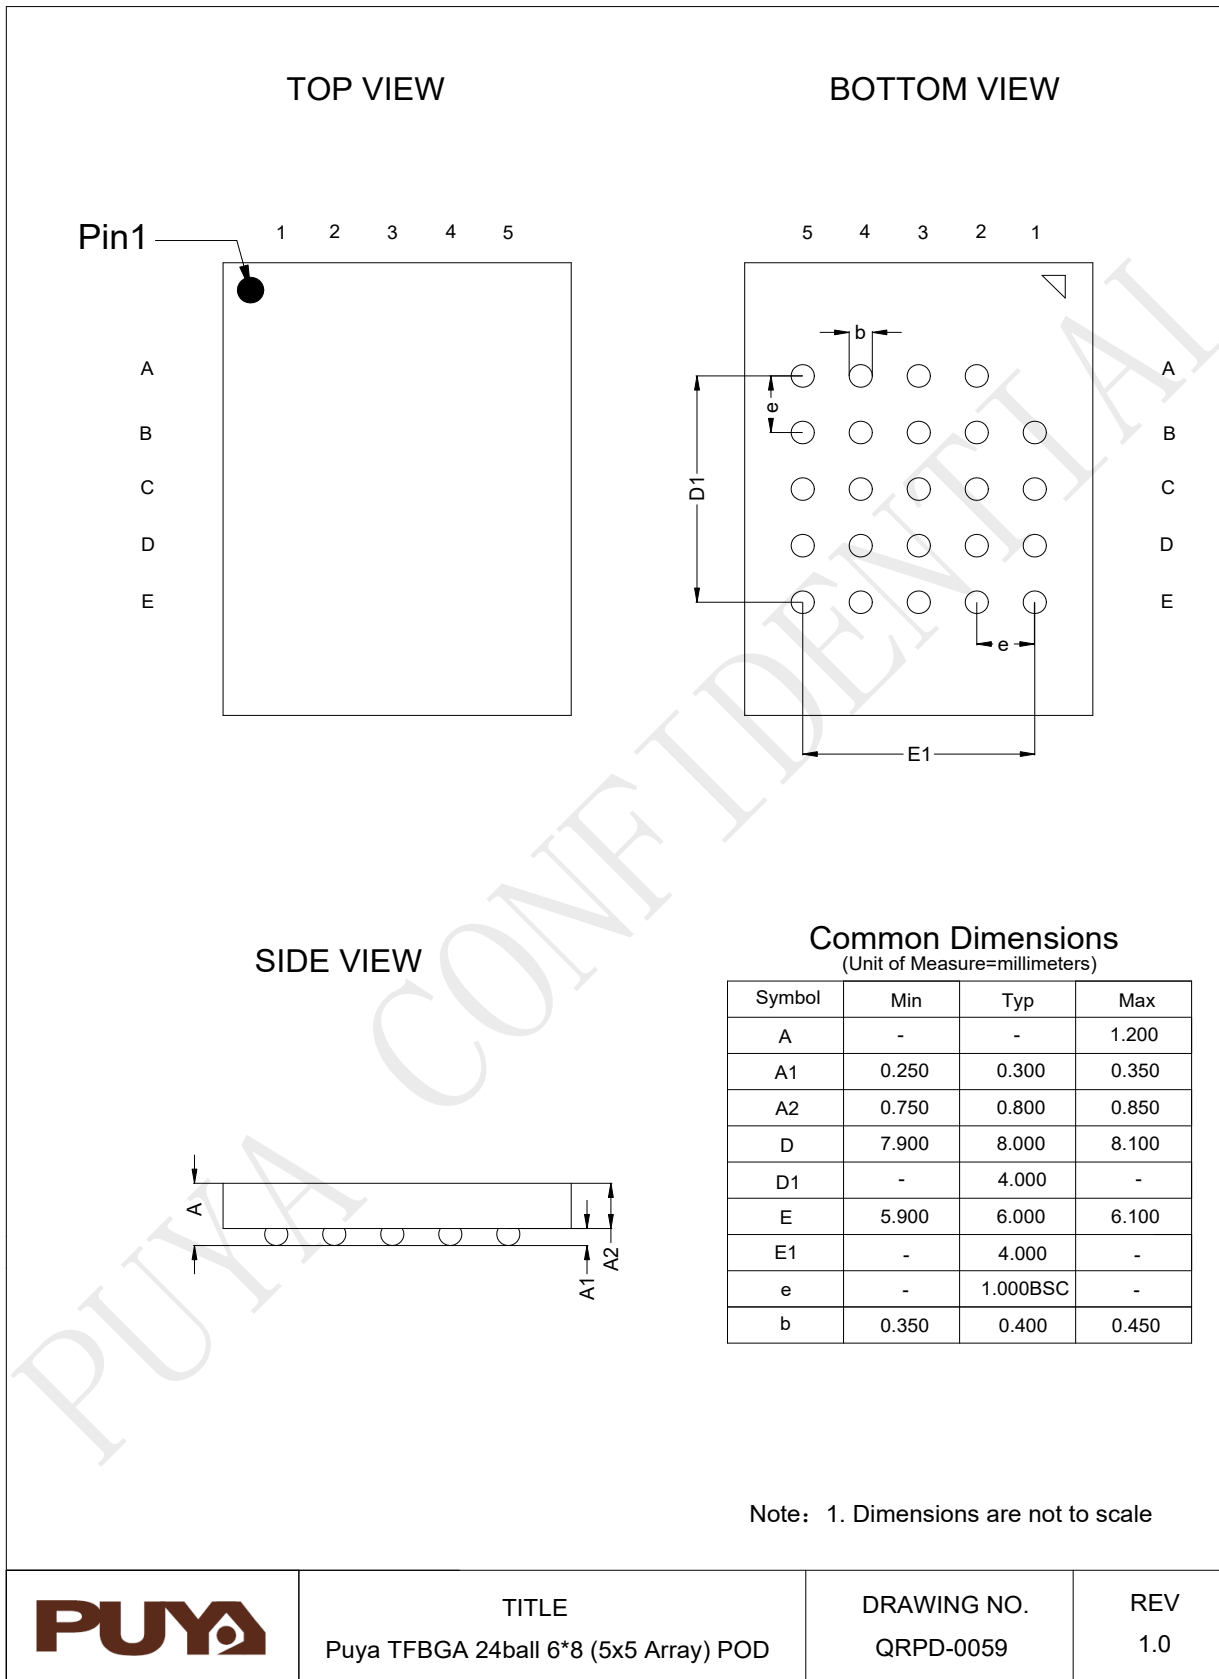 TOP VIEW
BOTTOM VIEW
Pin1
1 2 3 4 5
A
B
C
D
E
5 4 3 2 1
b
e
D1
A
B
C
D
E
e
E1
PUYA CONFIDENTIAL
SIDE VIEW
A
A1
A2
Common Dimensions
(Unit of Measure=millimeters)
Symbol Min Typ Max
A - - 1.200
A1 0.250 0.300 0.350
A2 0.750 0.800 0.850
D 7.900 8.000 8.100
D1 - 4.000 -
E 5.900 6.000 6.100
E1 - 4.000 -
e - 1.000BSC -
b 0.350 0.400 0.450
Note：1. Dimensions are not to scale
PUYA
TITLE
Puya TFBGA 24ball 6*8 (5x5 Array) POD
DRAWING NO.
QRPD-0059
REV
1.0